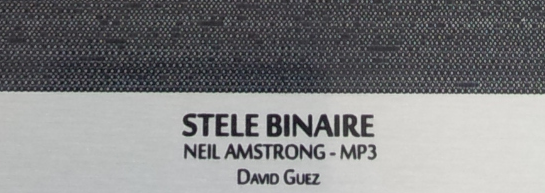 STELE BINAIRE
NEIL AMSTRONG - MP3
DAVID GUEZ